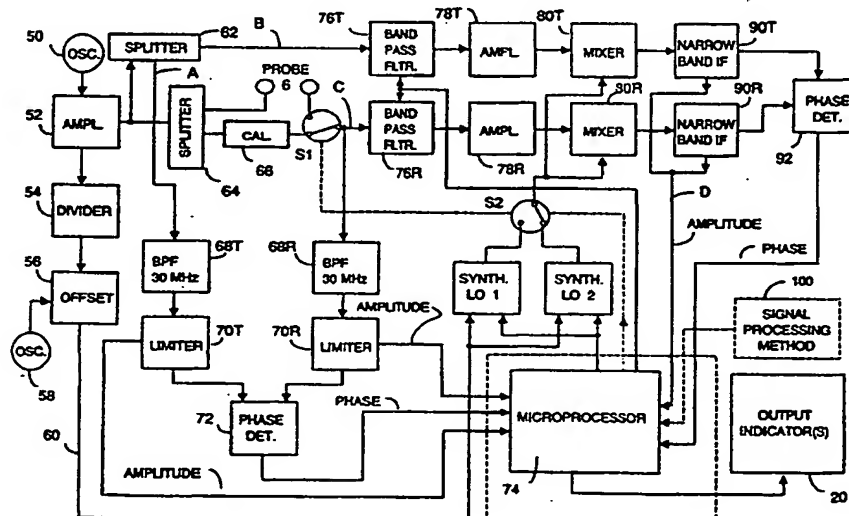 50
OSC.
SPLITTER
62
B
A
PROBE
6
C
76T
BAND
PASS
FLTR.
78T
AMPL.
80T
MIXER
90T
NARROW
BAND IF
52
AMPL.
SPLITTER
64
CAL.
66
S1
BAND
PASS
FLTR.
76R
AMPL.
78R
MIXER
80R
NARROW
BAND IF
90R
PHASE
DET.
92
54
DIVIDER
S2
D
AMPLITUDE
PHASE
56
OFFSET
BPF
30 MHz
68T
BPF
30 MHz
68R
SYNTH.
LO 1
SYNTH.
LO 2
100
SIGNAL
PROCESSING
METHOD
OSC.
58
LIMITER
70T
LIMITER
70R
AMPLITUDE
72
PHASE
DET.
PHASE
MICROPROCESSOR
74
OUTPUT
INDICATOR(S)
20
60
AMPLITUDE